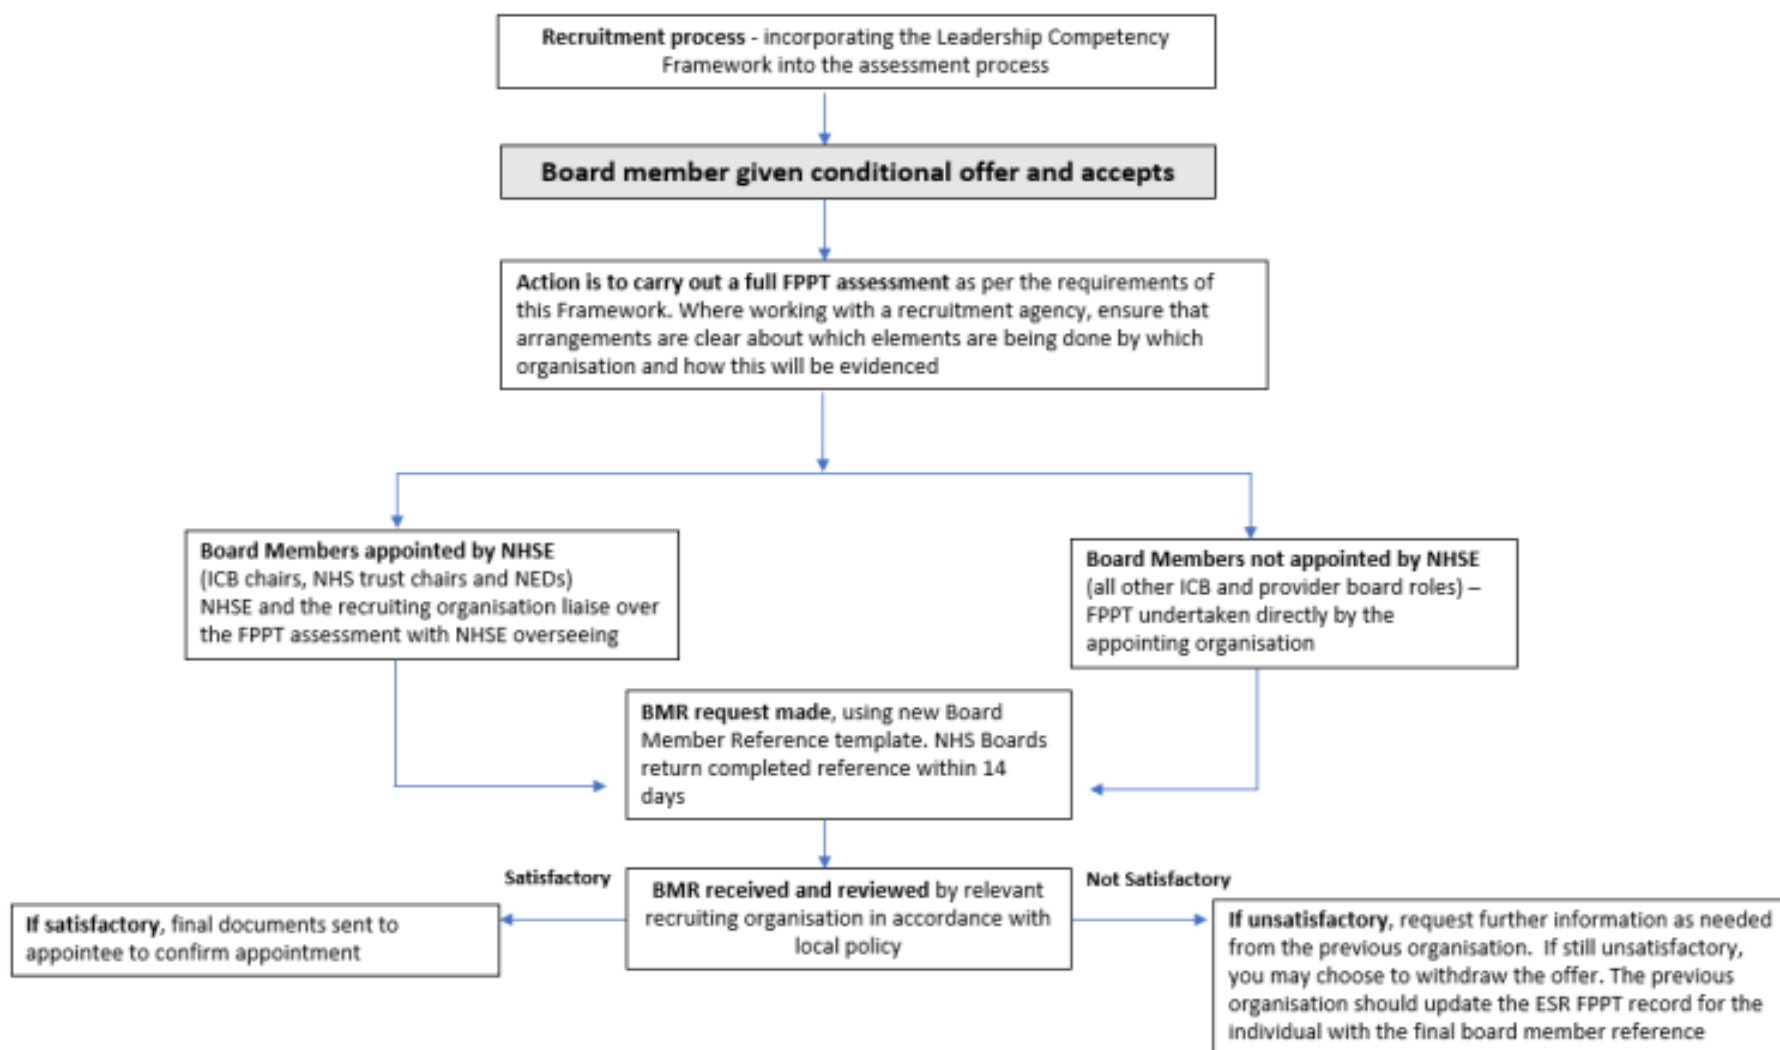 Recruitment process - incorporating the Leadership Competency
Framework into the assessment process
Board member given conditional offer and accepts
Action is to carry out a full FPPT assessment as per the requirements of
this Framework. Where working with a recruitment agency, ensure that
arrangements are clear about which elements are being done by which
organisation and how this will be evidenced
Board Members appointed by NHSE
(ICB chairs, NHS trust chairs and NEDs)
NHSE and the recruiting organisation liaise over
the FPPT assessment with NHSE overseeing
Board Members not appointed by NHSE
(all other ICB and provider board roles) –
FPPT undertaken directly by the
appointing organisation
BMR request made, using new Board
Member Reference template. NHS Boards
return completed reference within 14
days
Satisfactory
BMR received and reviewed by relevant
recruiting organisation in accordance with
local policy
Not Satisfactory
If satisfactory, final documents sent to
appointee to confirm appointment
If unsatisfactory, request further information as needed
from the previous organisation.  If still unsatisfactory,
you may choose to withdraw the offer. The previous
organisation should update the ESR FPPT record for the
individual with the final board member reference